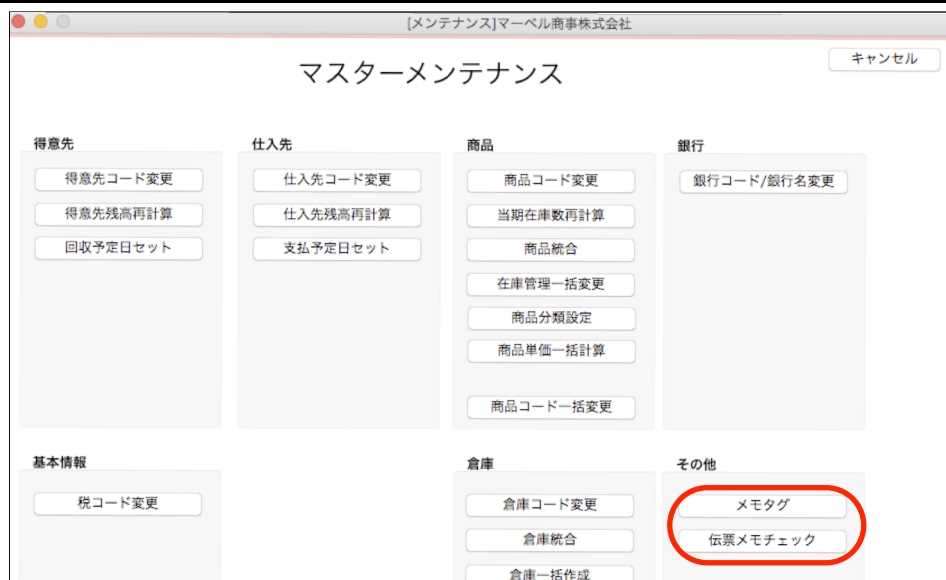 [メンテナンス]マーベル商事株式会社
マスターメンテナンス
キャンセル
得意先
得意先コード変更
得意先残高再計算
回収予定日セット
仕入先
仕入先コード変更
仕入先残高再計算
支払予定日セット
商品
商品コード変更
当期在庫数再計算
商品統合
在庫管理一括変更
商品分類設定
商品単価一括計算
商品コード一括変更
銀行
銀行コード/銀行名変更
基本情報
税コード変更
倉庫
倉庫コード変更
倉庫統合
倉庫一括作成
その他
メモタグ
伝票メモチェック